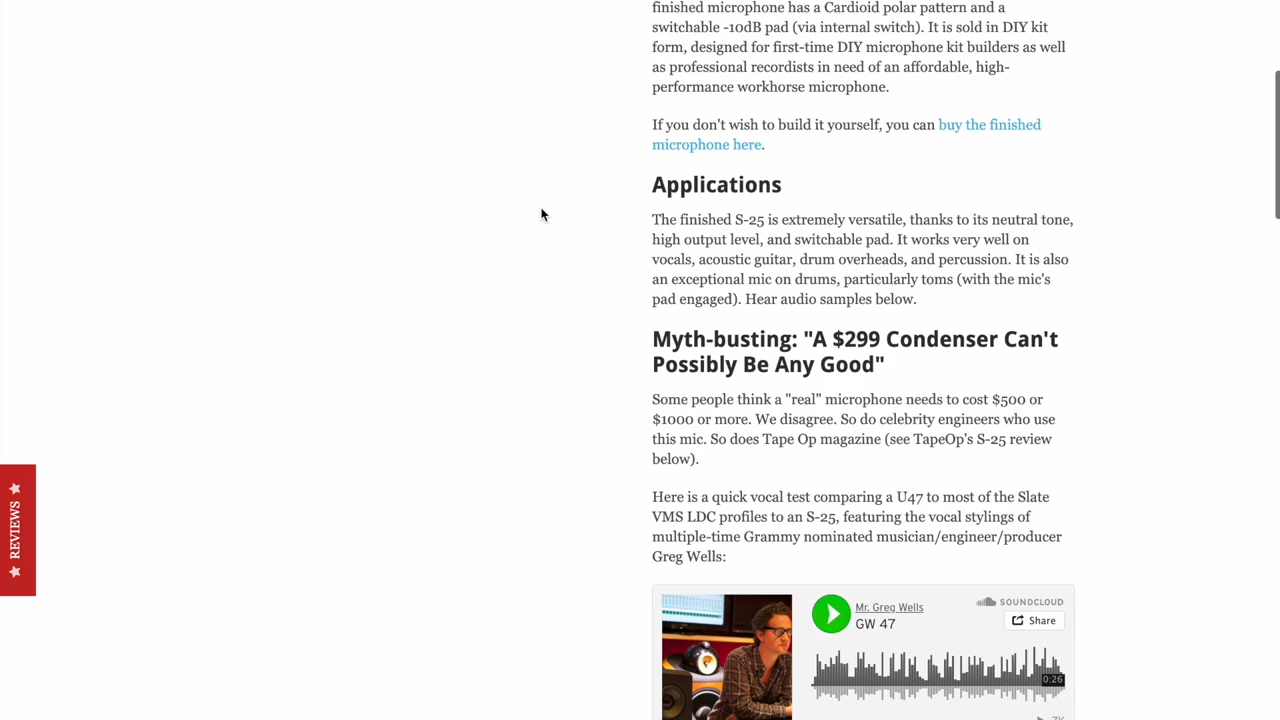 finished microphone has a Cardioid polar pattern and a
switchable -10dB pad (via internal switch). It is sold in DIY kit
form, designed for first-time DIY microphone kit builders as well
as professional recordists in need of an affordable, high-
performance workhorse microphone.
If you don't wish to build it yourself, you can buy the finished
microphone here.
Applications
The finished S-25 is extremely versatile, thanks to its neutral tone,
high output level, and switchable pad. It works very well on
vocals, acoustic guitar, drum overheads, and percussion. It is also
an exceptional mic on drums, particularly toms (with the mic's
pad engaged). Hear audio samples below.
Myth-busting: "A $299 Condenser Can't
Possibly Be Any Good"
Some people think a "real" microphone needs to cost $500 or
$1000 or more. We disagree. So do celebrity engineers who use
this mic. So does Tape Op magazine (see TapeOp's S-25 review
below).
Here is a quick vocal test comparing a U47 to most of the Slate
VMS LDC profiles to an S-25, featuring the vocal stylings of
multiple-time Grammy nominated musician/engineer/producer
Greg Wells:
Mr. Greg Wells
GW 47
SOUNDCLOUD
Share
0:26
REVIEWS